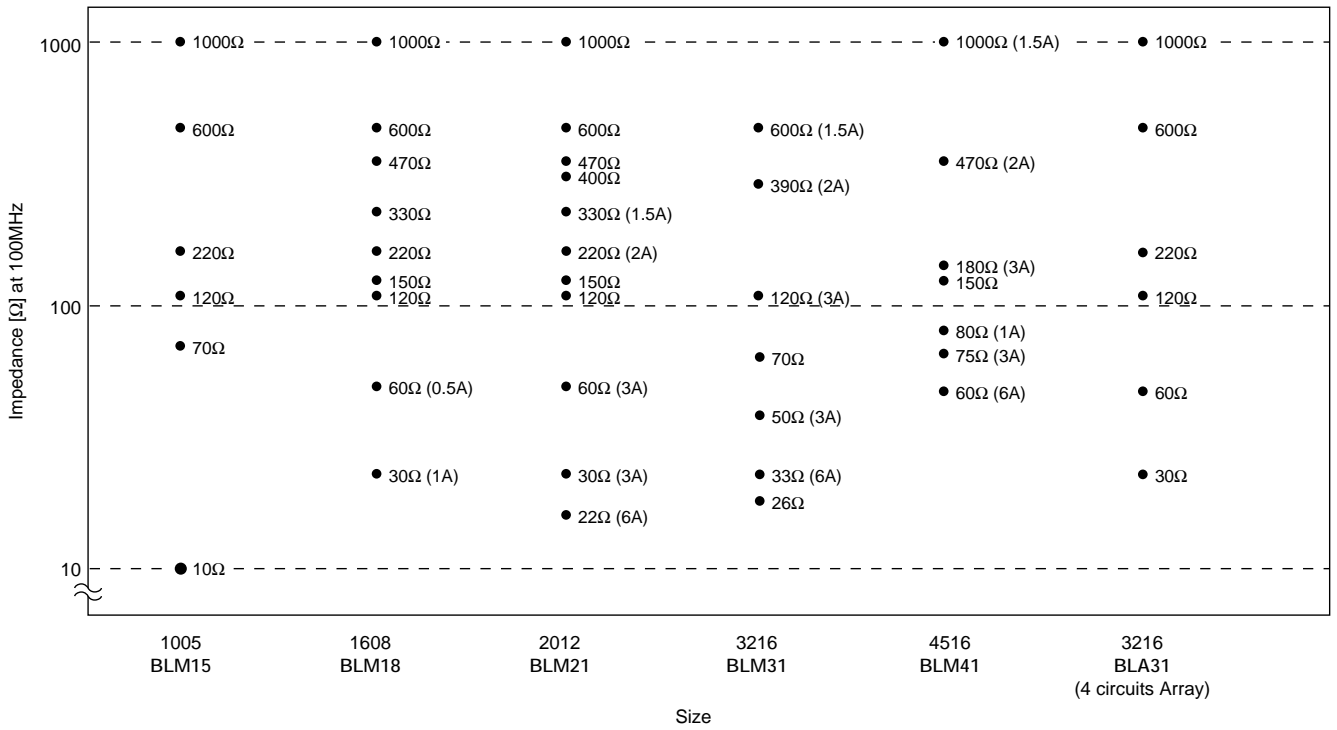 Impedance [Ω] at 100MHz
1000
100
10
1000Ω
600Ω
220Ω
120Ω
70Ω
10Ω
1000Ω
600Ω
470Ω
330Ω
220Ω
150Ω
120Ω
60Ω (0.5A)
30Ω (1A)
1000Ω
600Ω
470Ω
400Ω
330Ω (1.5A)
220Ω (2A)
150Ω
120Ω
60Ω (3A)
30Ω (3A)
22Ω (6A)
600Ω (1.5A)
390Ω (2A)
120Ω (3A)
70Ω
50Ω (3A)
33Ω (6A)
26Ω
1000Ω (1.5A)
470Ω (2A)
180Ω (3A)
150Ω
80Ω (1A)
75Ω (3A)
60Ω (6A)
1000Ω
600Ω
220Ω
120Ω
60Ω
30Ω
1005
BLM15
1608
BLM18
2012
BLM21
3216
BLM31
4516
BLM41
3216
BLA31
(4 circuits Array)
Size